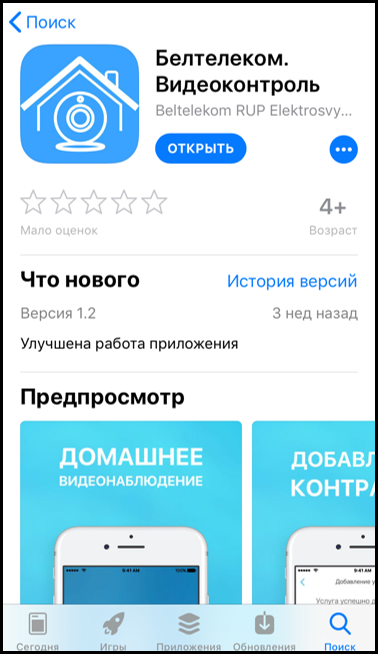 Поиск
Белтелеком.
Видеоконтроль
Beltelekom RUP Elektrosvy...
ОТКРЫТЬ
4+
Мало оценок
Возраст
Что нового
История версий
Версия 1.2
3 нед назад
Улучшена работа приложения
Предпросмотр
ДОМАШНЕЕ
ВИДЕОНАБЛЮДЕНИЕ
ДОБАВЛ
КОНТРА
9:41 AM
100%
9:41 AM
Добавление у
Услуга успешно д
Сегодня
Игры
Приложения
Обновления
Поиск